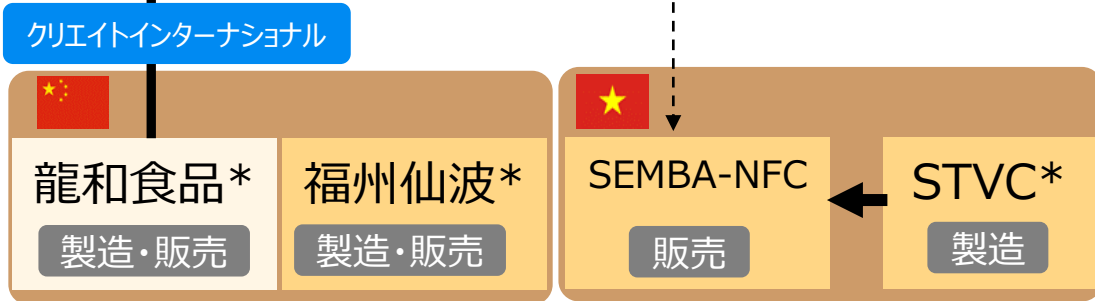 クリエイトインターナショナル
龍和食品*
製造・販売
福州仙波*
製造・販売
SEMBA-NFC
販売
STVC*
製造